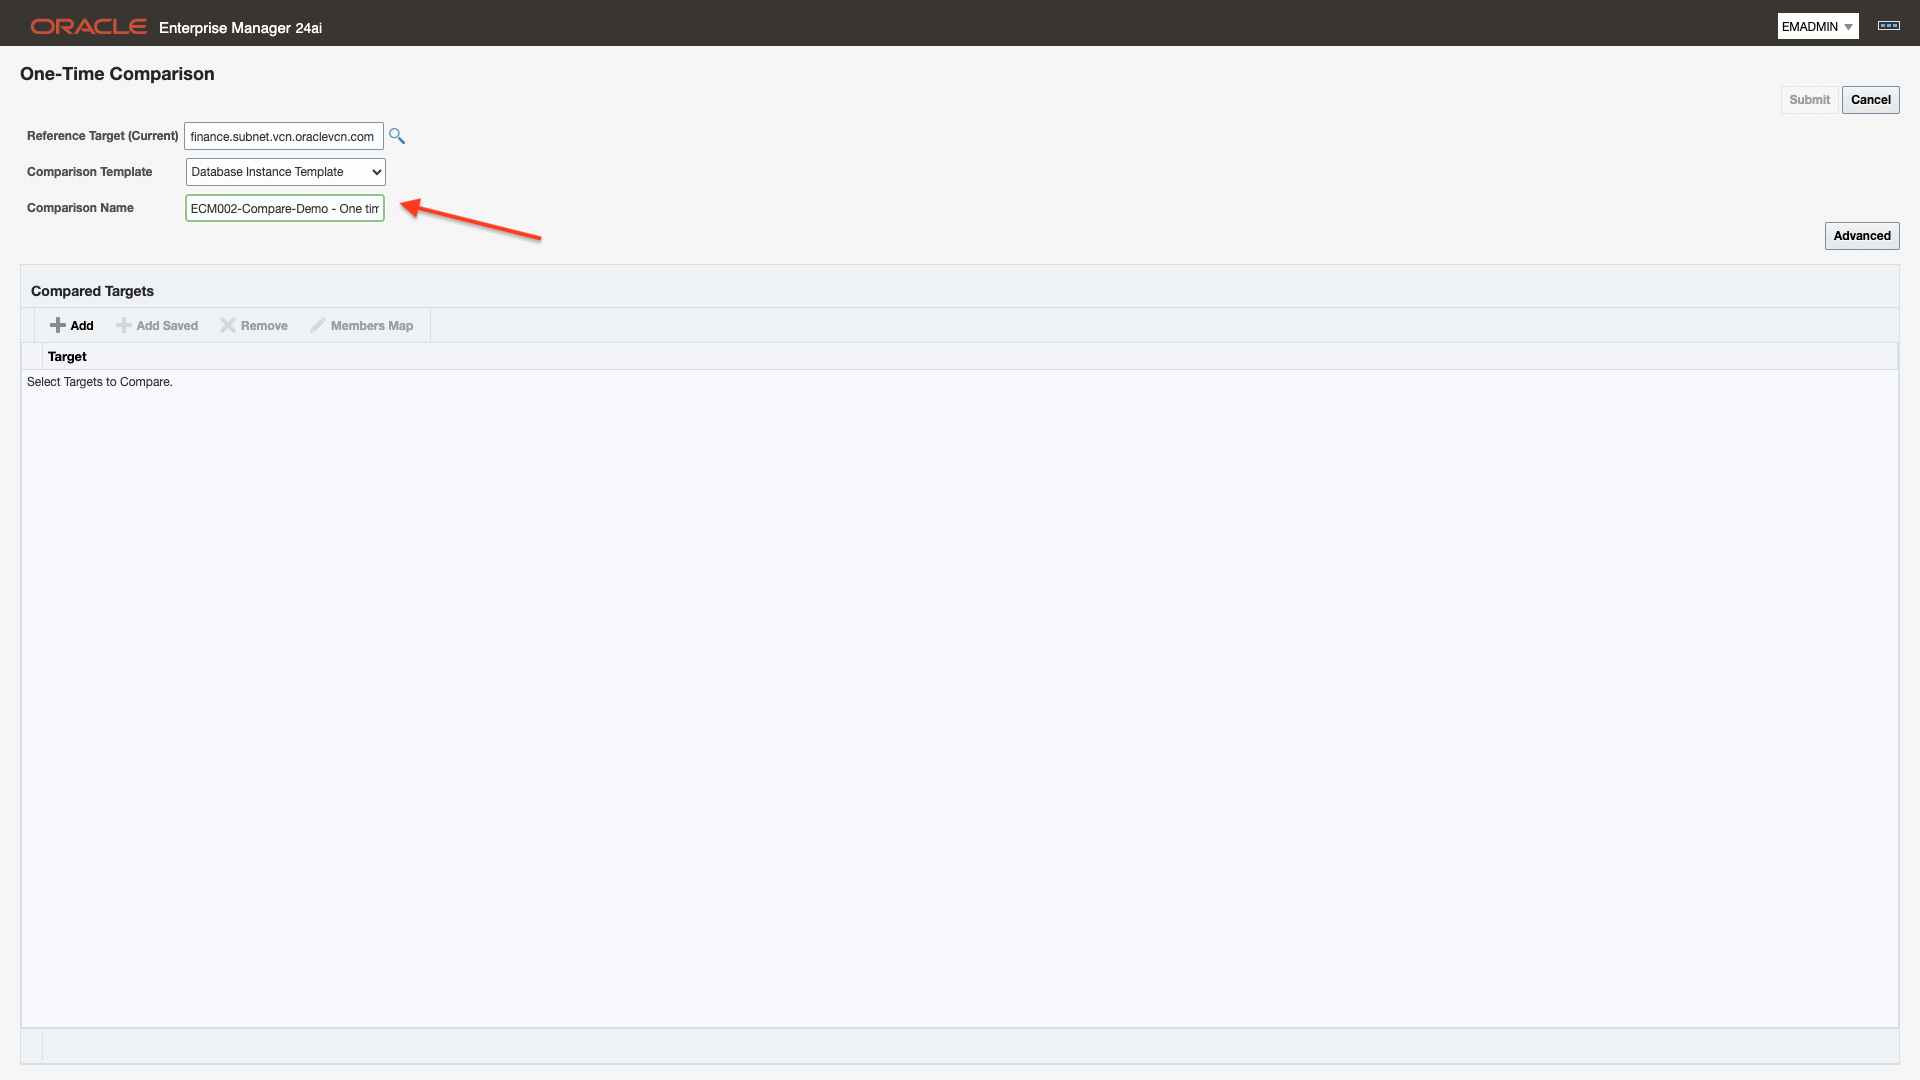 ORACLE Enterprise Manager 24ai
EMADMIN
One-Time Comparison
Submit Cancel
Reference Target (Current) finance.subnet.vcn.oraclevcn.com
Comparison Template Database Instance Template
Comparison Name ECM002-Compare-Demo - One tim
Advanced
Compared Targets
Add Add Saved Remove Members Map
Target
Select Targets to Compare.